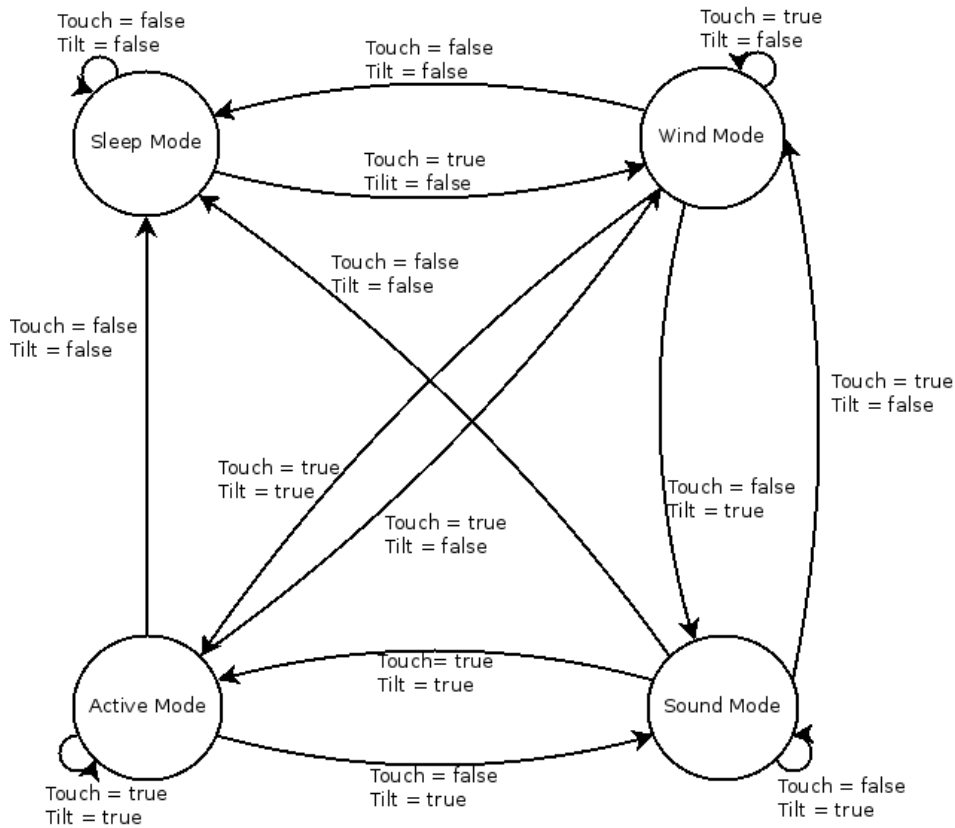 Touch = false
Tilt = false
Touch = true
Tilt = false
Touch = false
Tilt = false
Sleep Mode
Wind Mode
Touch = true
Tilit = false
Touch = false
Tilt = false
Touch = false
Tilt = false
Touch = true
Tilt = false
Touch = true
Tilt = true
Touch = false
Tilt = true
Touch = true
Tilt = false
Touch= true
Tilt = true
Active Mode
Sound Mode
Touch = false
Tilt = true
Touch = true
Tilt = true
Touch = false
Tilt = true